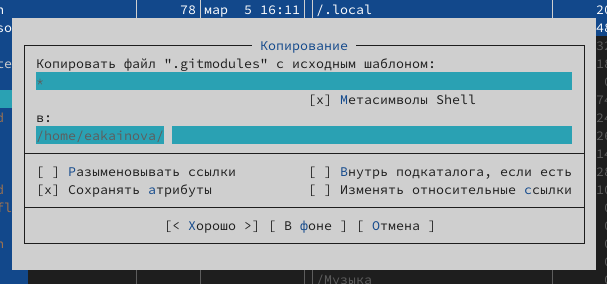 78 мар 5 16:11 /.local
Копирование
Копировать файл ".gitmodules" с исходным шаблоном:
*
[x] Метасимволы Shell
в:
/home/eakainova/
[ ] Разыменовывать ссылки [ ] Внутрь подкаталога, если есть
[x] Сохранять атрибуты [ ] Изменять относительные ссылки
[< Хорошо >] [ В фоне ] [ Отмена ]
/Музыка